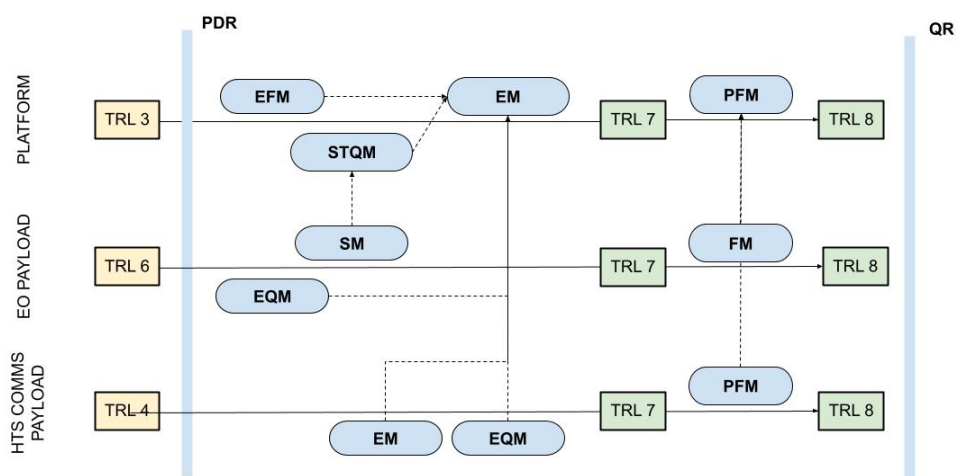 PDR
QR
PLATFORM
EFM
EM
PFM
TRL 3
TRL 7
TRL 8
STQM
EO PAYLOAD
SM
FM
TRL 6
TRL 7
TRL 8
EQM
HTS COMMS
PAYLOAD
PFM
TRL 4
TRL 7
TRL 8
EM
EQM